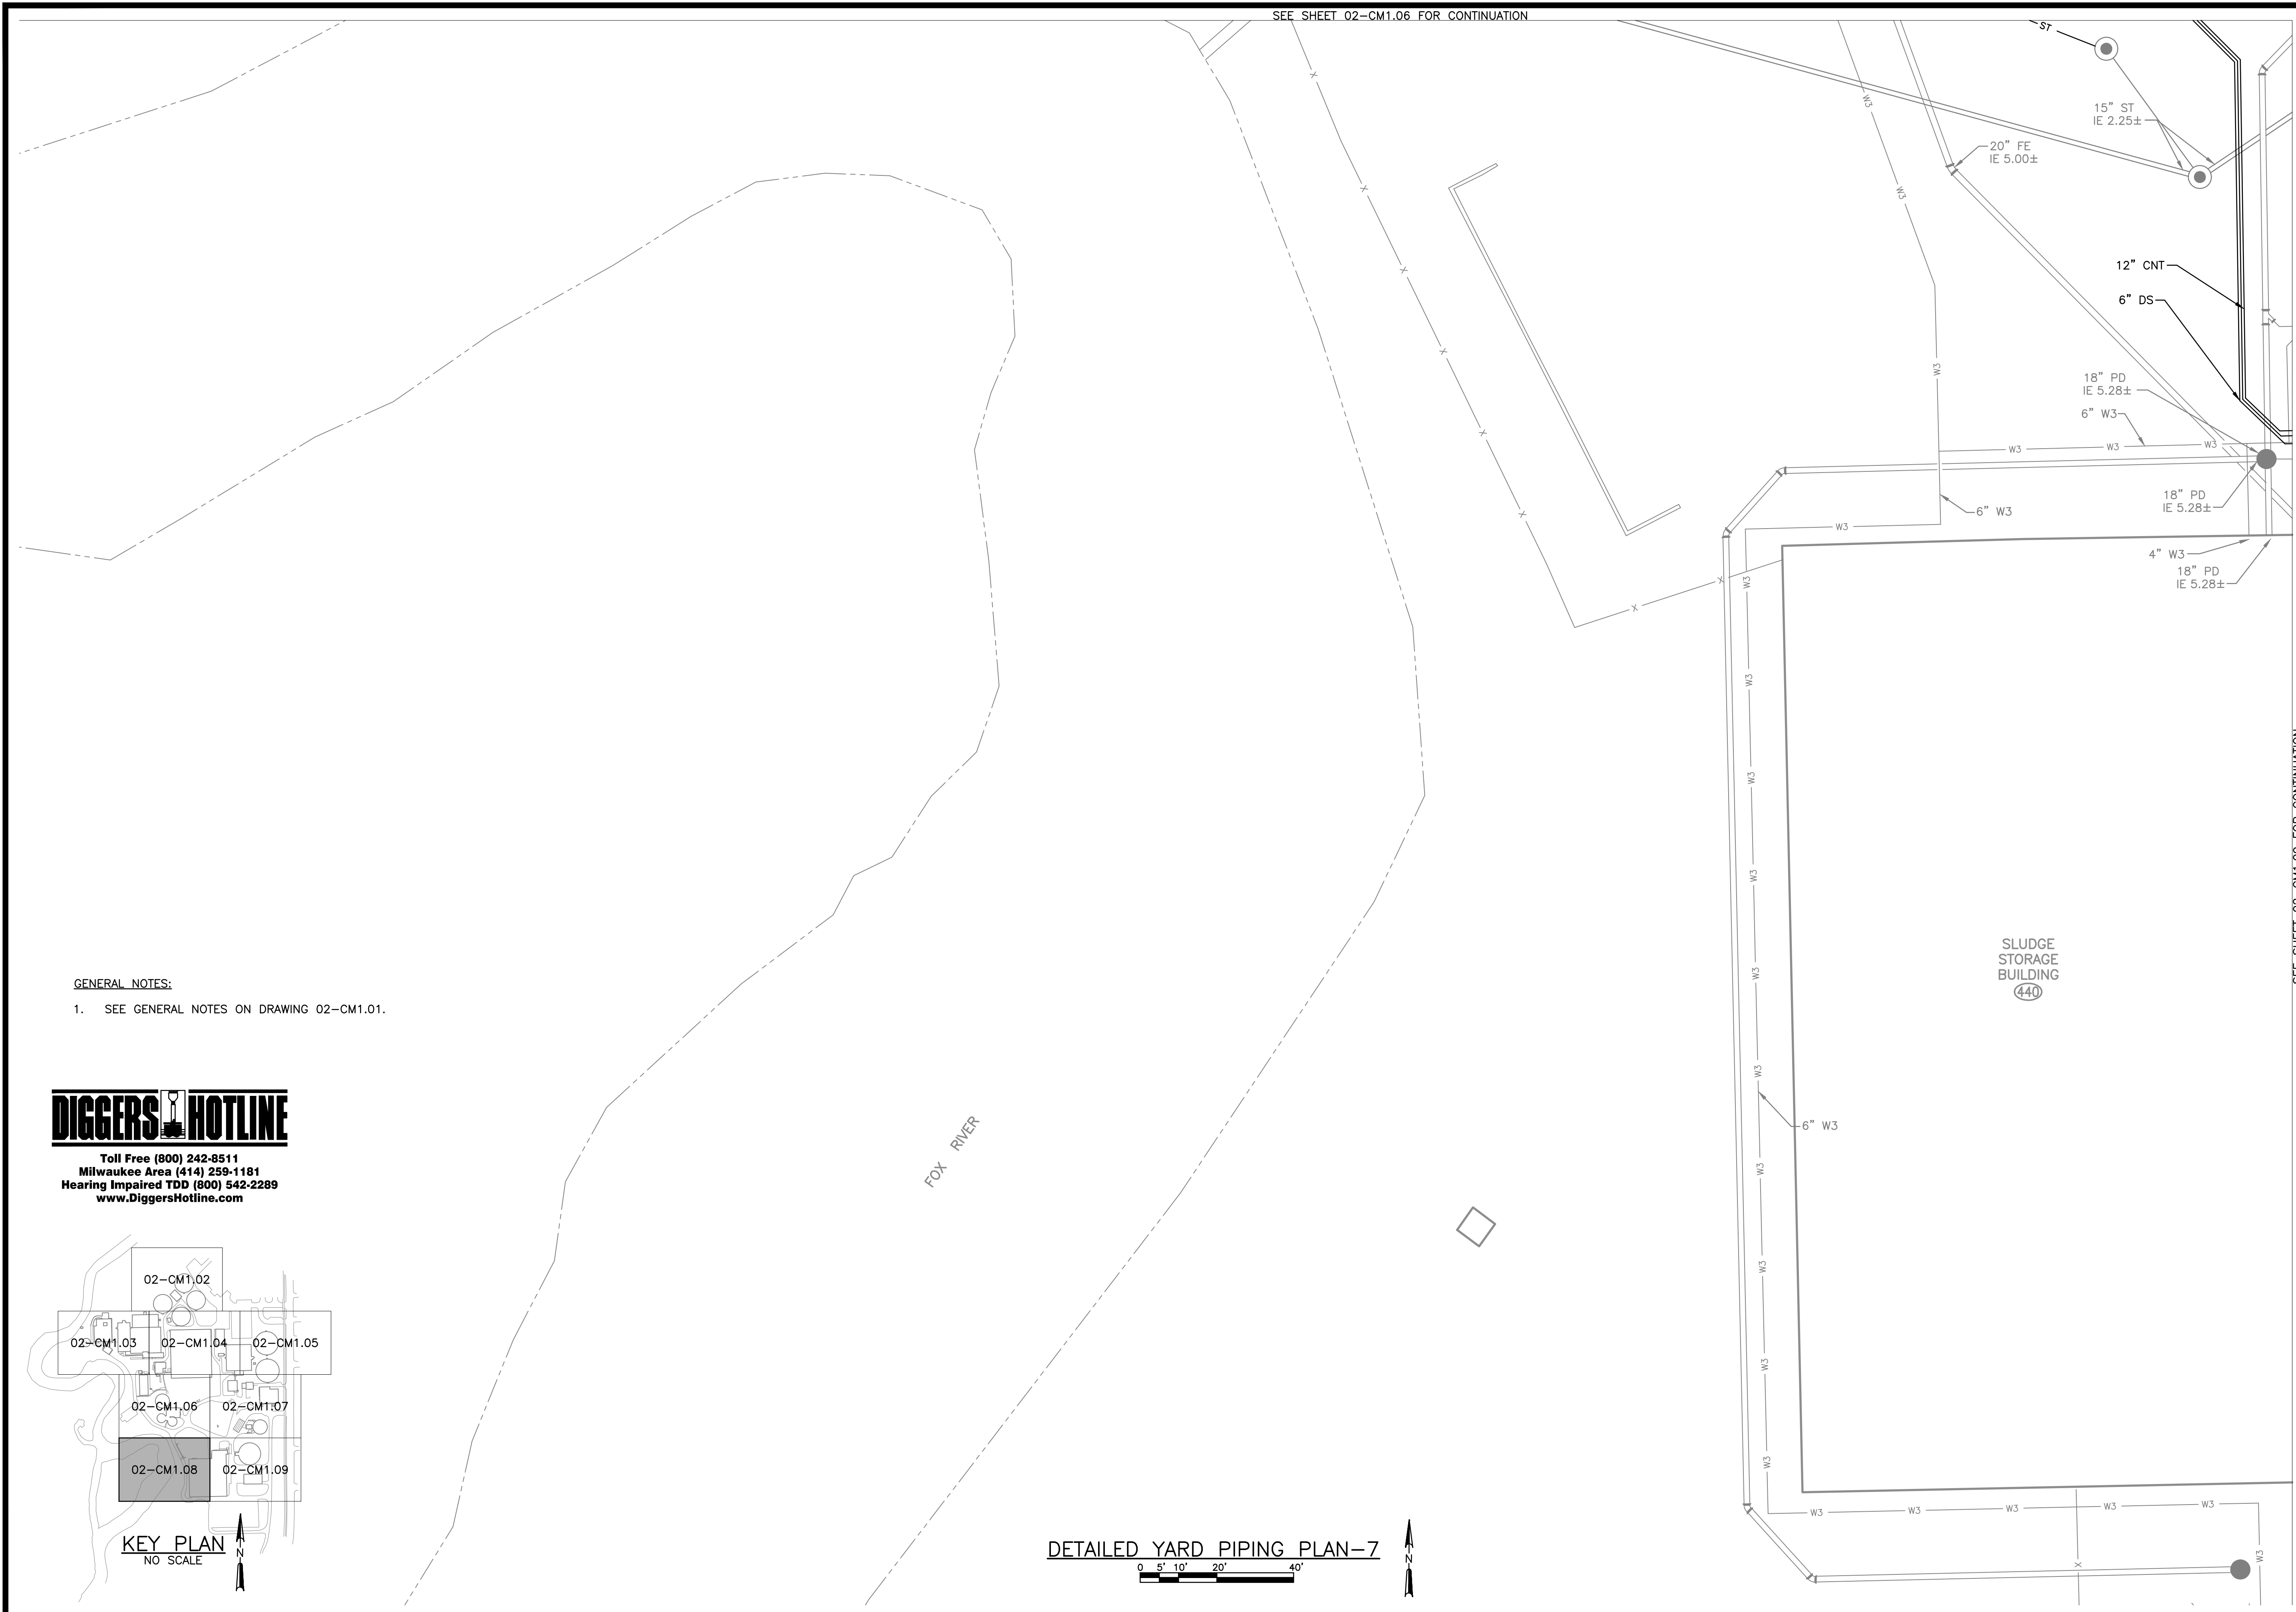 SEE SHEET 02-CM1.06 FOR CONTINUATION
ST
15" ST
IE 2.25±
20" FE
IE 5.00±
W3
W3
W3
X
X
X
X
X
X
12" CNT
6" DS
18" PD
IE 5.28±
6" W3
W3
W3
W3
18" PD
IE 5.28±
6" W3
W3
4" W3
18" PD
IE 5.28±
X
X
W3
W3
W3
W3
W3
W3
W3
W3
W3
W3
6" W3
SLUDGE
STORAGE
BUILDING
440
GENERAL NOTES:
1. SEE GENERAL NOTES ON DRAWING 02-CM1.01.
DIGGERS HOTLINE
Toll Free (800) 242-8511
Milwaukee Area (414) 259-1181
Hearing Impaired TDD (800) 542-2289
www.DiggersHotline.com
FOX RIVER
02-CM1.02
02-CM1.03
02-CM1.04
02-CM1.05
02-CM1.06
02-CM1.07
02-CM1.08
02-CM1.09
KEY PLAN
NO SCALE
N
DETAILED YARD PIPING PLAN-7
0 5' 10' 20' 40'
N
W3
W3
W3
W3
W3
W3
X